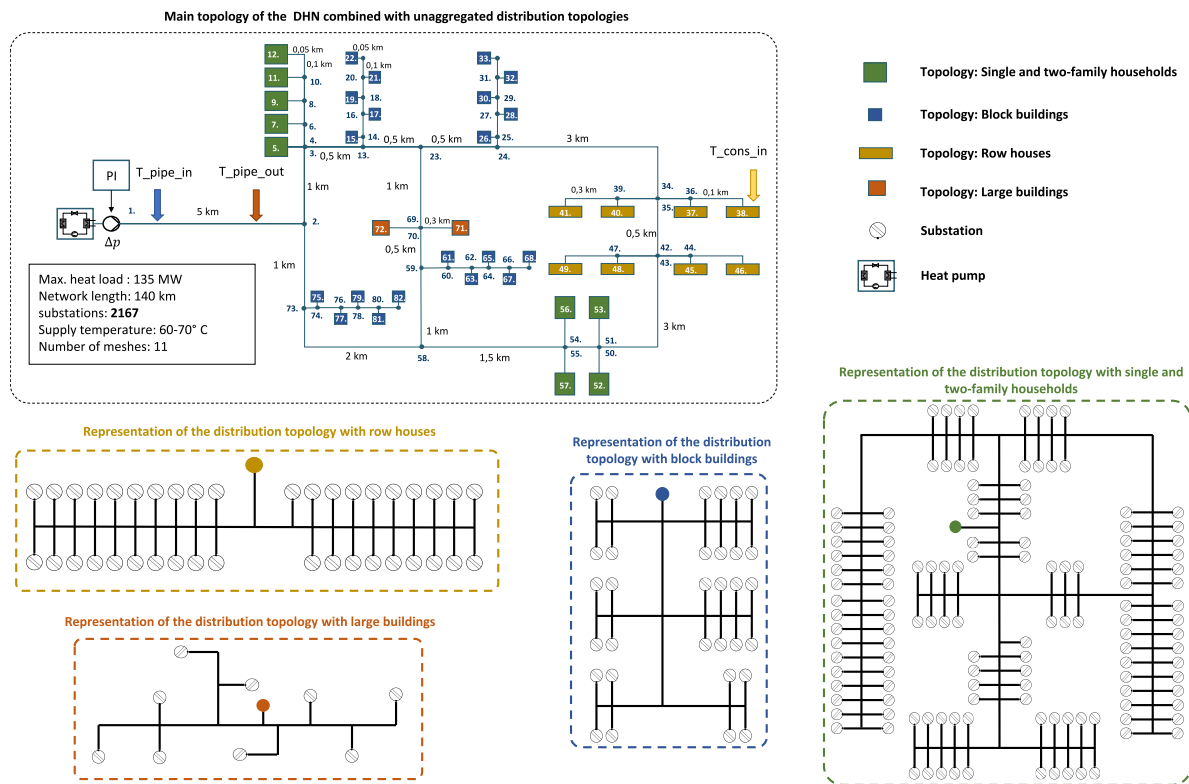 Main topology of the  DHN combined with unaggregated distribution topologies
12.
0,05 km
0,1 km
10.
11.
9.
8.
7.
6.
5.
4.
3.
0,05 km
22.
0,1 km
20.
21.
19.
18.
16.
17.
15.
14.
13.
33.
31.
32.
30.
29.
27.
28.
26.
25.
24.
0,5 km
0,5 km
0,5 km
23.
3 km
T_cons_in
PI
T_pipe_in
T_pipe_out
1.
5 km
2.
Δp
1 km
1 km
1 km
69.
0,3 km
72.
71.
70.
0,5 km
59.
61.
62.
65.
66.
68.
60.
63.
64.
67.
0,3 km
39.
34.
36.
0,1 km
41.
40.
35.
37.
38.
0,5 km
47.
42.
44.
49.
48.
43.
45.
46.
73.
75.
76.
79.
80.
82.
74.
77.
78.
81.
1 km
2 km
58.
1,5 km
56.
53.
54.
51.
55.
50.
57.
52.
3 km
Max. heat load : 135 MW
Network length: 140 km
substations: 2167
Supply temperature: 60-70° C
Number of meshes: 11
Topology: Single and two-family households
Topology: Block buildings
Topology: Row houses
Topology: Large buildings
Substation
Heat pump
Representation of the distribution topology with row houses
Representation of the distribution topology with large buildings
Representation of the distribution
topology with block buildings
Representation of the distribution topology with single and
two-family households